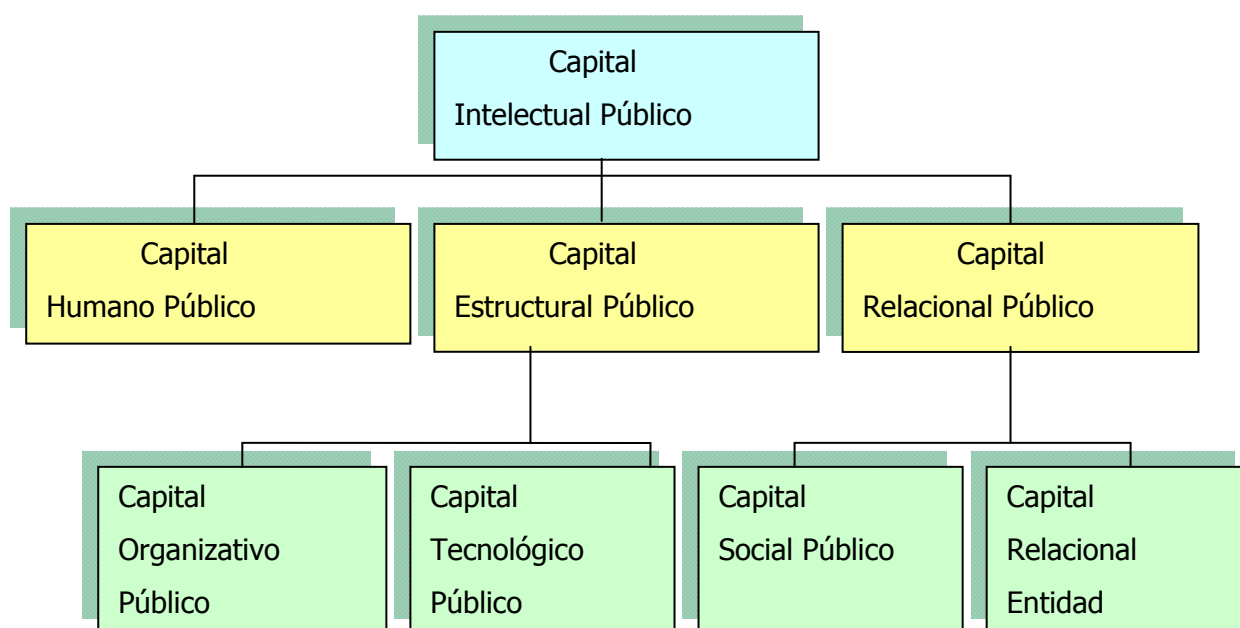 Capital
Intelectual Público
Capital
Humano Público
Capital
Estructural Público
Capital
Relacional Público
Capital
Organizativo
Público
Capital
Tecnológico
Público
Capital
Social Público
Capital
Relacional
Entidad